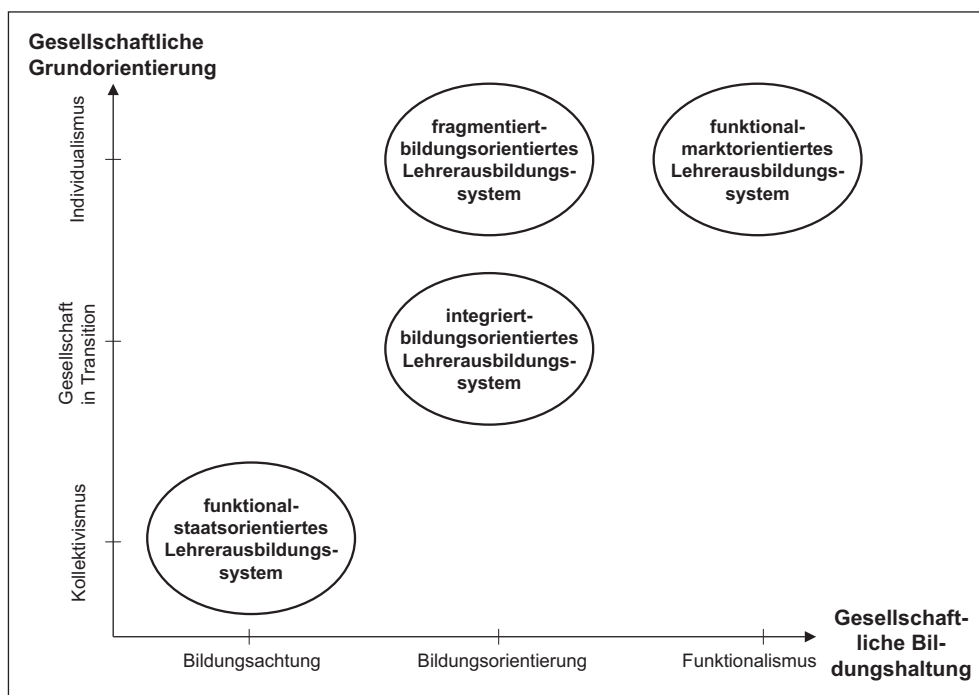 Gesellschaftliche
Grundorientierung
Individualismus
fragmentiert-
bildungsorientiertes
Lehrerausbildungs-
system
funktional-
marktorientiertes
Lehrerausbildungs-
system
Gesellschaft
in Transition
integriert-
bildungsorientiertes
Lehrerausbildungs-
system
Kollektivismus
funktional-
staatsorientiertes
Lehrerausbildungs-
system
Bildungsachtung
Bildungsorientierung
Funktionalismus
Gesellschaft-
liche Bil-
dungshaltung